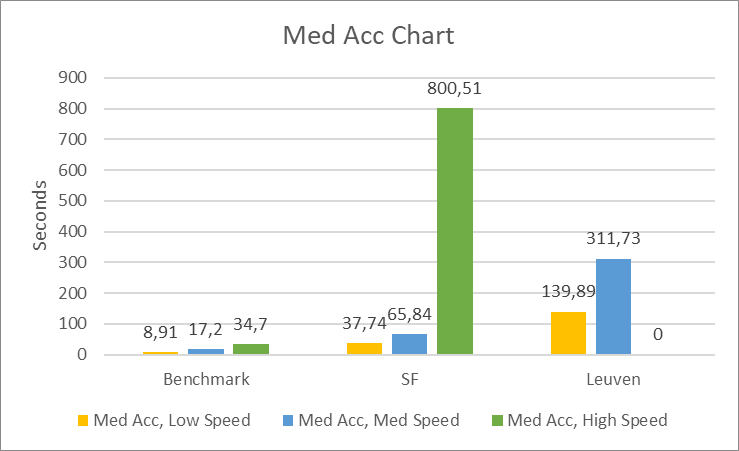 Med Acc Chart
Seconds
900
800
700
600
500
400
300
200
100
0
8,91
17,2
34,7
37,74
65,84
800,51
139,89
311,73
0
Benchmark
SF
Leuven
Med Acc, Low Speed
Med Acc, Med Speed
Med Acc, High Speed